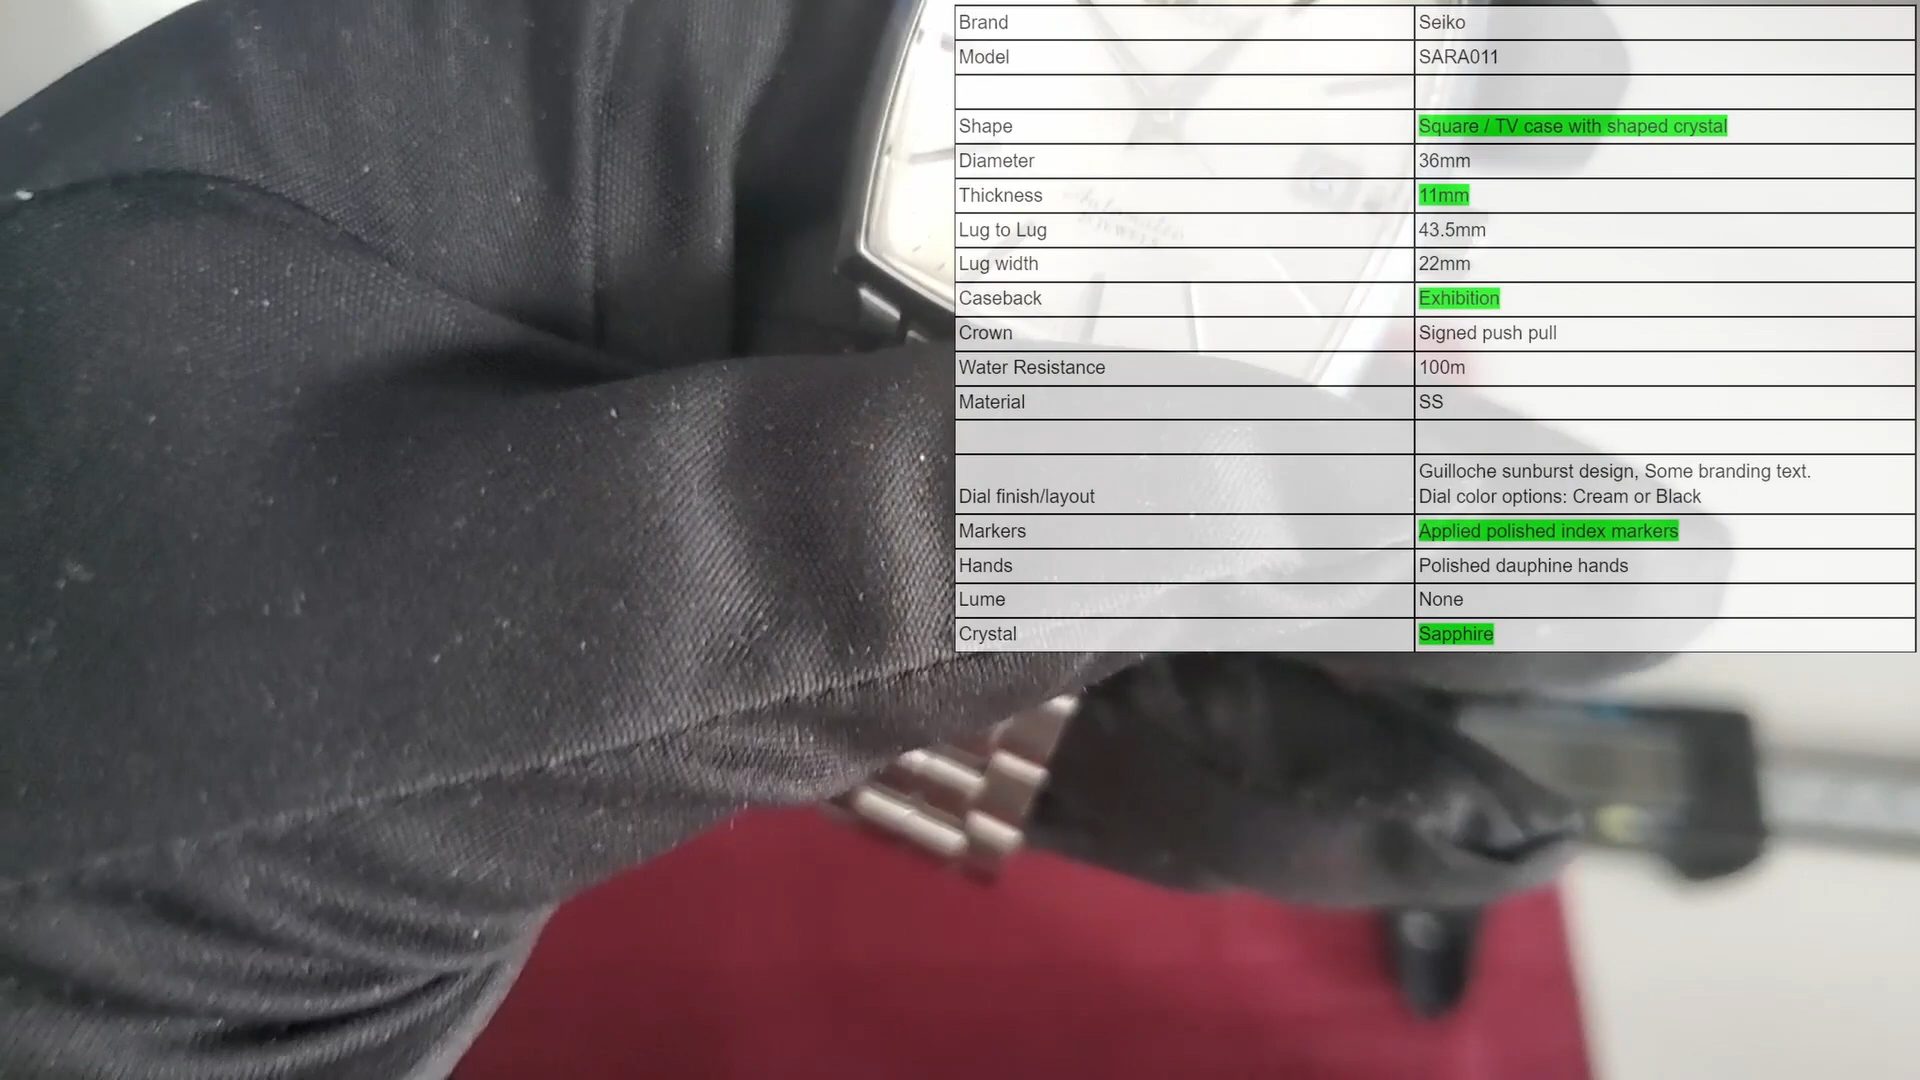 Brand Seiko
Model SARA011
Shape Square / TV case with shaped crystal
Diameter 36mm
Thickness 11mm
Lug to Lug 43.5mm
Lug width 22mm
Caseback Exhibition
Crown Signed push pull
Water Resistance 100m
Material SS
Guilloche sunburst design, Some branding text.
Dial finish/layout Dial color options: Cream or Black
Markers Applied polished index markers
Hands Polished dauphine hands
Lume None
Crystal Sapphire